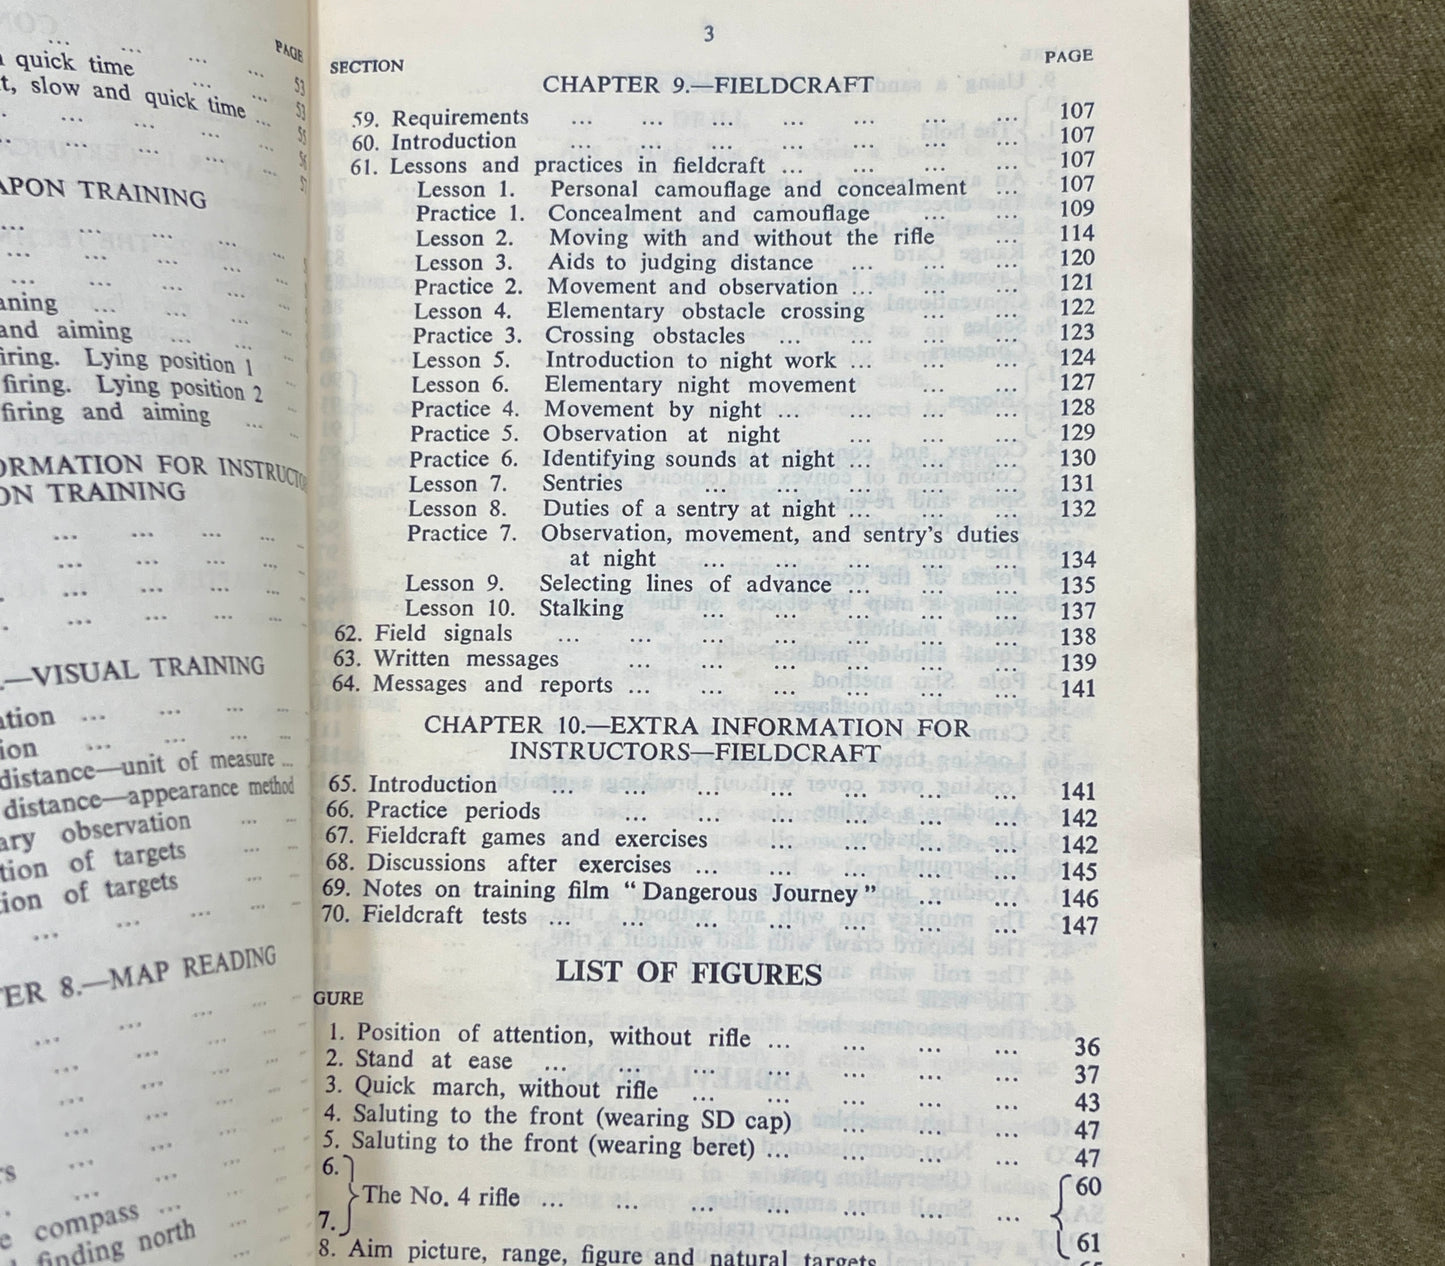 PAGE
quick time ... ... ... 53
slow and quick time ... 53
... ... ... 55
... ... ... 56
57
TRAINING
... ... ... ...
... ... ... ...
... ... ... ...
... ... ...
and aiming ... ...
Lying position 1
firing. Lying position 2
firing and aiming ...
FOR
TRAINING
... ... ... ...
... ... ... ...
... ... ... ...
... ... ... ...
—VISUAL TRAINING
... ... ... ...
... ... ... ...
distance—unit of measure ...
distance—appearance method
observation ... ...
of targets ... ...
of targets ... ...
... ... ... ...
8.—MAP READING
compass ...
finding north
3
SECTION PAGE
CHAPTER 9.—FIELDCRAFT
59. Requirements ... ... ... ... ... ... ... 107
60. Introduction ... ... ... ... ... ... ... 107
61. Lessons and practices in fieldcraft ... ... ... ... 107
Lesson 1. Personal camouflage and concealment ... 107
Practice 1. Concealment and camouflage ... ... 109
Lesson 2. Moving with and without the rifle ... 114
Lesson 3. Aids to judging distance ... ... ... 120
Practice 2. Movement and observation ... ... ... 121
Lesson 4. Elementary obstacle crossing ... ... 122
Practice 3. Crossing obstacles ... ... ... ... 123
Lesson 5. Introduction to night work ... ... ... 124
Lesson 6. Elementary night movement ... ... 127
Practice 4. Movement by night ... ... ... ... 128
Practice 5. Observation at night ... ... ... 129
Practice 6. Identifying sounds at night ... ... ... 130
Lesson 7. Sentries ... ... ... ... ... 131
Lesson 8. Duties of a sentry at night ... ... ... 132
Practice 7. Observation, movement, and sentry's duties
at night ... ... ... ... ... 134
Lesson 9. Selecting lines of advance ... ... ... 135
Lesson 10. Stalking ... ... ... ... ... 137
62. Field signals ... ... ... ... ... ... ... 138
63. Written messages ... ... ... ... ... ... 139
64. Messages and reports ... ... ... ... ... ... 141
CHAPTER 10.—EXTRA INFORMATION FOR
INSTRUCTORS—FIELDCRAFT
65. Introduction ... ... ... ... ... ... ... 141
66. Practice periods ... ... ... ... ... ... 142
67. Fieldcraft games and exercises ... ... ... ... 142
68. Discussions after exercises ... ... ... ... ... 145
69. Notes on training film "Dangerous Journey" ... ... 146
70. Fieldcraft tests ... ... ... ... ... ... ... 147
LIST OF FIGURES
GURE
1. Position of attention, without rifle ... ... ... ... 36
2. Stand at ease ... ... ... ... ... ... ... 37
3. Quick march, without rifle ... ... ... ... ... 43
4. Saluting to the front (wearing SD cap) ... ... ... 47
5. Saluting to the front (wearing beret) ... ... ... ... 47
6. 60
The No. 4 rifle ... ... ... ... ... ... ...
7. 61
8. Aim picture, range, figure and natural targets